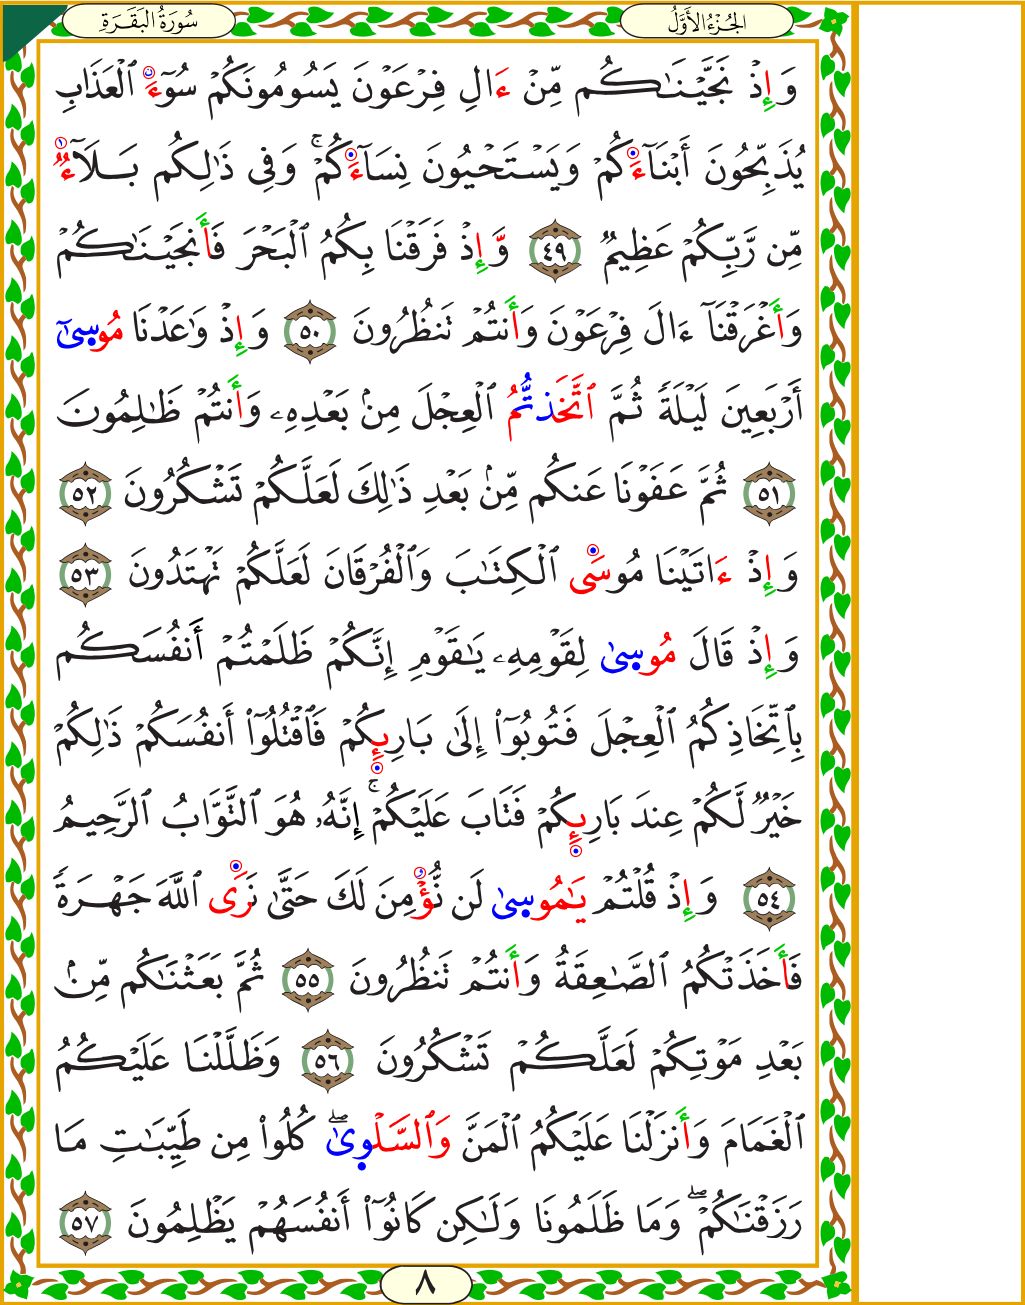 سُورَةُ البَقَرَةِ
الجُزْءُ الأَوَّلُ
وَإِذْ نَجَّيْنَـٰكُم مِّنْ ءَالِ فِرْعَوْنَ يَسُومُونَكُمْ سُوٓءَ ٱلْعَذَابِ
يُذَبِّحُونَ أَبْنَآءَكُمْ وَيَسْتَحْيُونَ نِسَآءَكُمْ ۚ وَفِى ذَٰلِكُم بَلَآءٌ
مِّن رَّبِّكُمْ عَظِيمٌ ٤٩ وَإِذْ فَرَقْنَا بِكُمُ ٱلْبَحْرَ فَأَنجَيْنَـٰكُمْ
وَأَغْرَقْنَآ ءَالَ فِرْعَوْنَ وَأَنتُمْ تَنظُرُونَ ٥٠ وَإِذْ وَٰعَدْنَا مُوسَىٰٓ
أَرْبَعِينَ لَيْلَةً ثُمَّ ٱتَّخَذتُّمُ ٱلْعِجْلَ مِنۢ بَعْدِهِۦ وَأَنتُمْ ظَـٰلِمُونَ
٥١ ثُمَّ عَفَوْنَا عَنكُم مِّنۢ بَعْدِ ذَٰلِكَ لَعَلَّكُمْ تَشْكُرُونَ ٥٢
وَإِذْ ءَاتَيْنَا مُوسَى ٱلْكِتَـٰبَ وَٱلْفُرْقَانَ لَعَلَّكُمْ تَهْتَدُونَ ٥٣
وَإِذْ قَالَ مُوسَىٰ لِقَوْمِهِۦ يَـٰقَوْمِ إِنَّكُمْ ظَلَمْتُمْ أَنفُسَكُم
بِٱتِّخَاذِكُمُ ٱلْعِجْلَ فَتُوبُوٓا۟ إِلَىٰ بَارِئِكُمْ فَٱقْتُلُوٓا۟ أَنفُسَكُمْ ذَٰلِكُمْ
خَيْرٌ لَّكُمْ عِندَ بَارِئِكُمْ فَتَابَ عَلَيْكُمْ ۚ إِنَّهُۥ هُوَ ٱلتَّوَّابُ ٱلرَّحِيمُ
٥٤ وَإِذْ قُلْتُمْ يَـٰمُوسَىٰ لَن نُّؤْمِنَ لَكَ حَتَّىٰ نَرَى ٱللَّهَ جَهْرَةً
فَأَخَذَتْكُمُ ٱلصَّـٰعِقَةُ وَأَنتُمْ تَنظُرُونَ ٥٥ ثُمَّ بَعَثْنَـٰكُم مِّنۢ
بَعْدِ مَوْتِكُمْ لَعَلَّكُمْ تَشْكُرُونَ ٥٦ وَظَلَّلْنَا عَلَيْكُمُ
ٱلْغَمَامَ وَأَنزَلْنَا عَلَيْكُمُ ٱلْمَنَّ وَٱلسَّلْوَىٰ ۖ كُلُوا۟ مِن طَيِّبَـٰتِ مَا
رَزَقْنَـٰكُمْ ۖ وَمَا ظَلَمُونَا وَلَـٰكِن كَانُوٓا۟ أَنفُسَهُمْ يَظْلِمُونَ ٥٧
٨